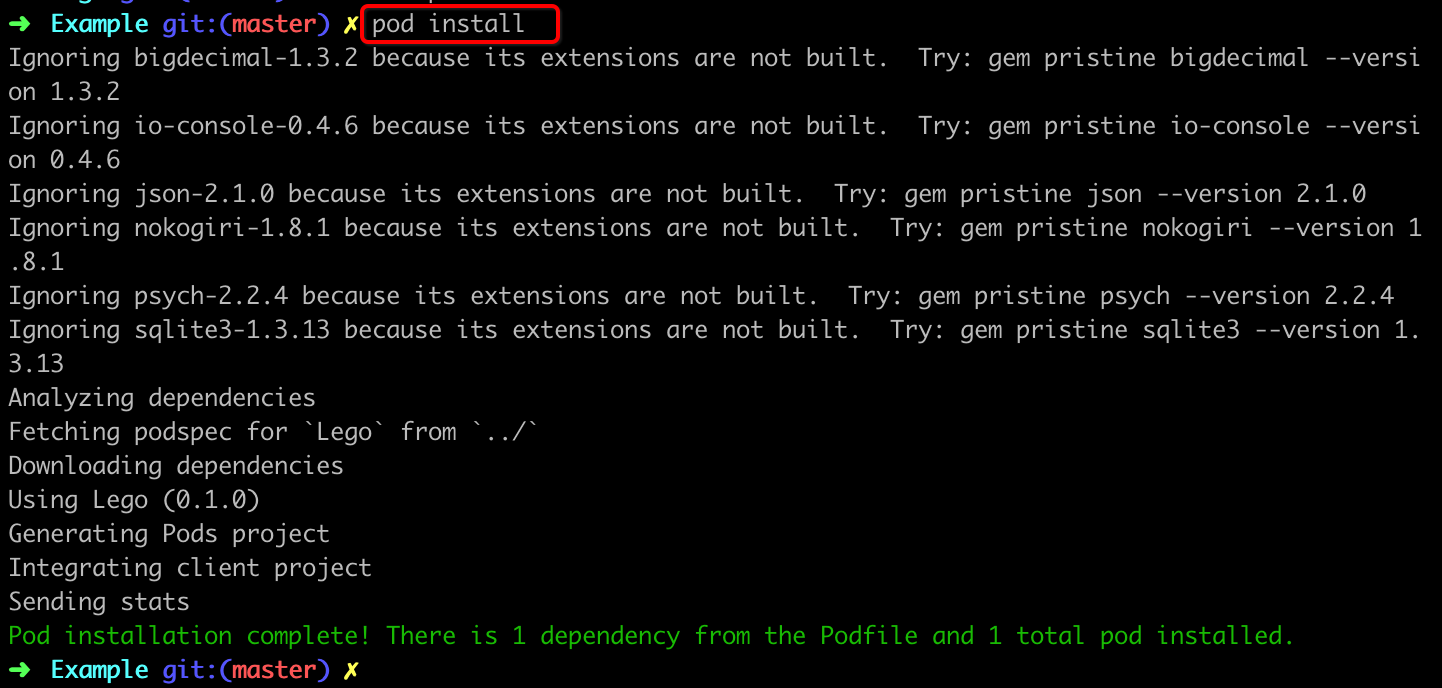 ➜ Example git:(master) ✗ pod install
Ignoring bigdecimal-1.3.2 because its extensions are not built.  Try: gem pristine bigdecimal --versi
on 1.3.2
Ignoring io-console-0.4.6 because its extensions are not built.  Try: gem pristine io-console --versi
on 0.4.6
Ignoring json-2.1.0 because its extensions are not built.  Try: gem pristine json --version 2.1.0
Ignoring nokogiri-1.8.1 because its extensions are not built.  Try: gem pristine nokogiri --version 1
.8.1
Ignoring psych-2.2.4 because its extensions are not built.  Try: gem pristine psych --version 2.2.4
Ignoring sqlite3-1.3.13 because its extensions are not built.  Try: gem pristine sqlite3 --version 1.
3.13
Analyzing dependencies
Fetching podspec for `Lego` from `../`
Downloading dependencies
Using Lego (0.1.0)
Generating Pods project
Integrating client project
Sending stats
Pod installation complete! There is 1 dependency from the Podfile and 1 total pod installed.
➜ Example git:(master) ✗